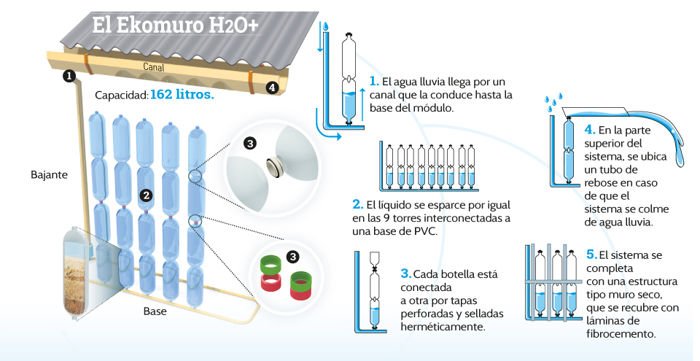 El Ekomuro H2O+
Canal
1
4
Capacidad: 162 litros.
3
Bajante
2
3
Base
1. El agua lluvia llega por un
canal que la conduce hasta la
base del módulo.
2. El líquido se esparce por igual
en las 9 torres interconectadas a
una base de PVC.
3. Cada botella está
conectada
a otra por tapas
perforadas y selladas
herméticamente.
4. En la parte
superior del
sistema, se ubica
un tubo de
rebose en caso
de que el
sistema se colme
de agua lluvia.
5. El sistema se
completa
con una estructura
tipo muro seco,
que se recubre con
láminas de
fibrocemento.